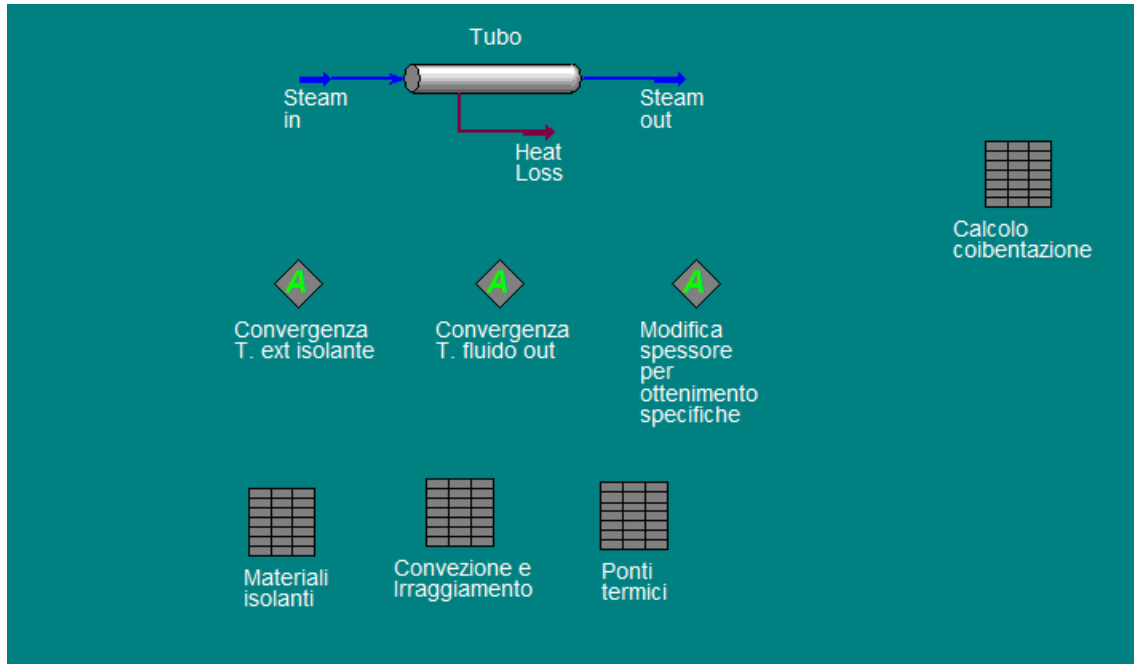 Tubo
Steam
in
Steam
out
Heat
Loss
Calcolo
coibentazione
A
Convergenza
T. ext isolante
A
Convergenza
T. fluido out
A
Modifica
spessore
per
ottenimento
specifiche
Materiali
isolanti
Convezione e
Irraggiamento
Ponti
termici